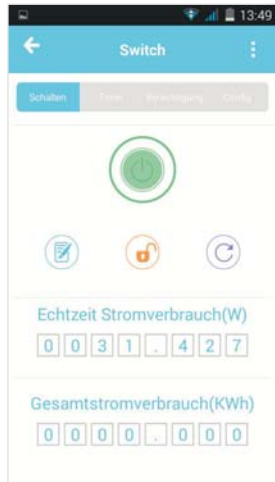 13:49
Switch
Schalten Timer Berechtigung Config
Echtzeit Stromverbrauch(W)
0031.427
Gesamtstromverbrauch(KWh)
0000.000